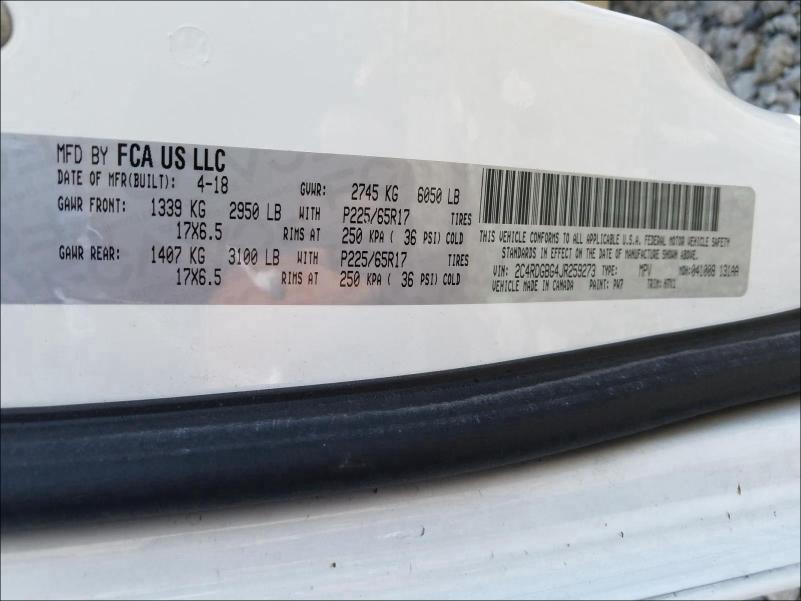 MFD BY FCA US LLC
DATE OF MFR(BUILT): 4-18 GVWR: 2745 KG 6050 LB
GAWR FRONT: 1339 KG 2950 LB WITH P225/65R17 TIRES
17X6.5 RIMS AT 250 KPA ( 36 PSI) COLD
GAWR REAR: 1407 KG 3100 LB WITH P225/65R17 TIRES
17X6.5 RIMS AT 250 KPA ( 36 PSI) COLD
THIS VEHICLE CONFORMS TO ALL APPLICABLE U.S.A. FEDERAL MOTOR VEHICLE SAFETY
STANDARDS IN EFFECT ON THE DATE OF MANUFACTURE SHOWN ABOVE.
VIN: 2C4RDGBG4JR259273 TYPE: MPV MDH: 041008 131AA
VEHICLE MADE IN CANADA PAINT: PW7 TRIM: